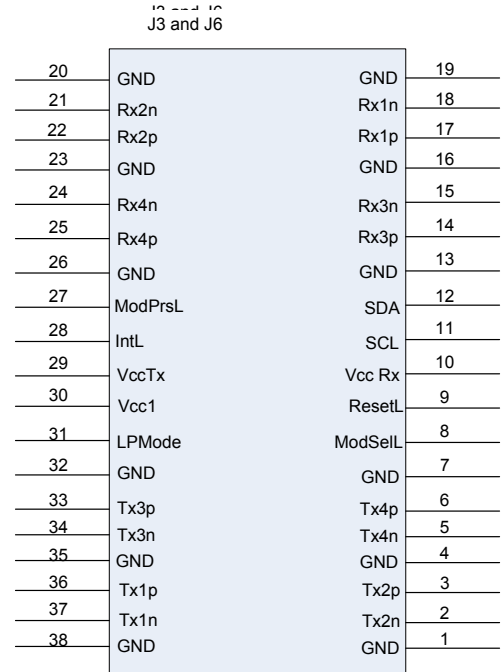 J3 and J6
J3 and J6
20 GND GND 19
21 Rx2n Rx1n 18
22 Rx2p Rx1p 17
23 GND GND 16
24 Rx4n Rx3n 15
25 Rx4p Rx3p 14
26 GND GND 13
27 ModPrsL SDA 12
28 IntL SCL 11
29 VccTx Vcc Rx 10
30 Vcc1 ResetL 9
31 LPMode ModSelL 8
32 GND GND 7
33 Tx3p Tx4p 6
34 Tx3n Tx4n 5
35 GND GND 4
36 Tx1p Tx2p 3
37 Tx1n Tx2n 2
38 GND GND 1